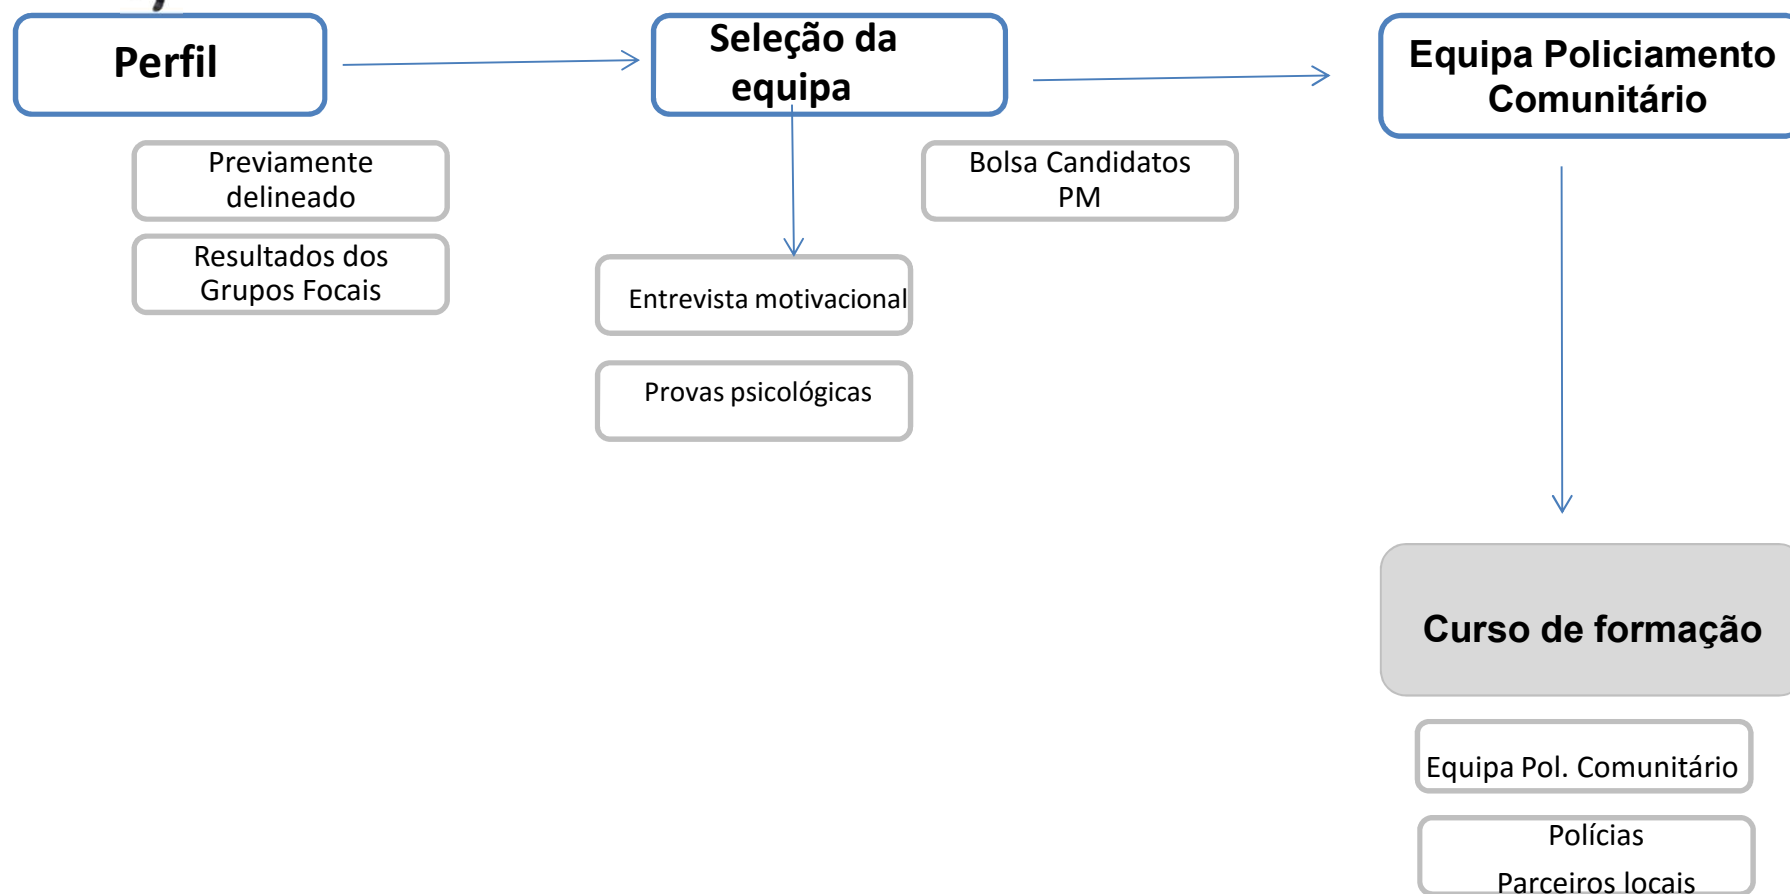 Perfil
Seleção da
equipa
Equipa Policiamento
Comunitário
Previamente
delineado
Resultados dos
Grupos Focais
Bolsa Candidatos
PM
Entrevista motivacional
Provas psicológicas
Curso de formação
Equipa Pol. Comunitário
Polícias
Parceiros locais